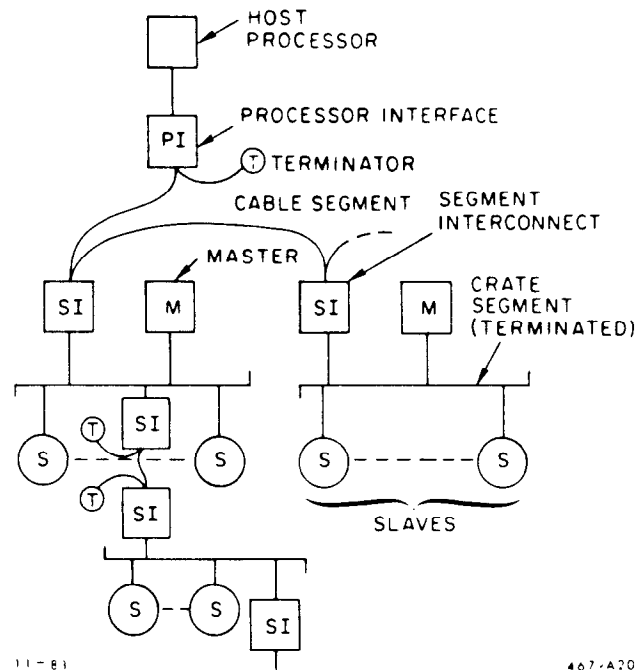 HOST
PROCESSOR
PI
PROCESSOR INTERFACE
T
TERMINATOR
CABLE SEGMENT
SEGMENT
INTERCONNECT
MASTER
SI
M
SI
M
CRATE
SEGMENT
(TERMINATED)
SI
T
S
S
S
S
T
SI
SLAVES
S
S
SI
11-81
467-A20